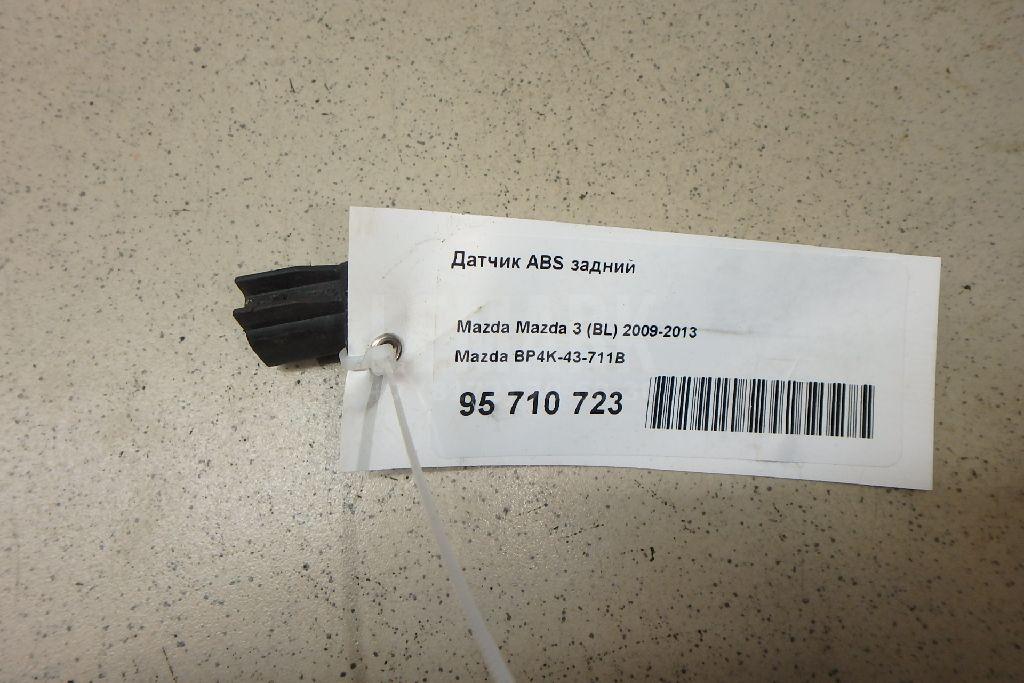 Датчик ABS задний
Mazda Mazda 3 (BL) 2009-2013
Mazda BP4K-43-711B
95 710 723